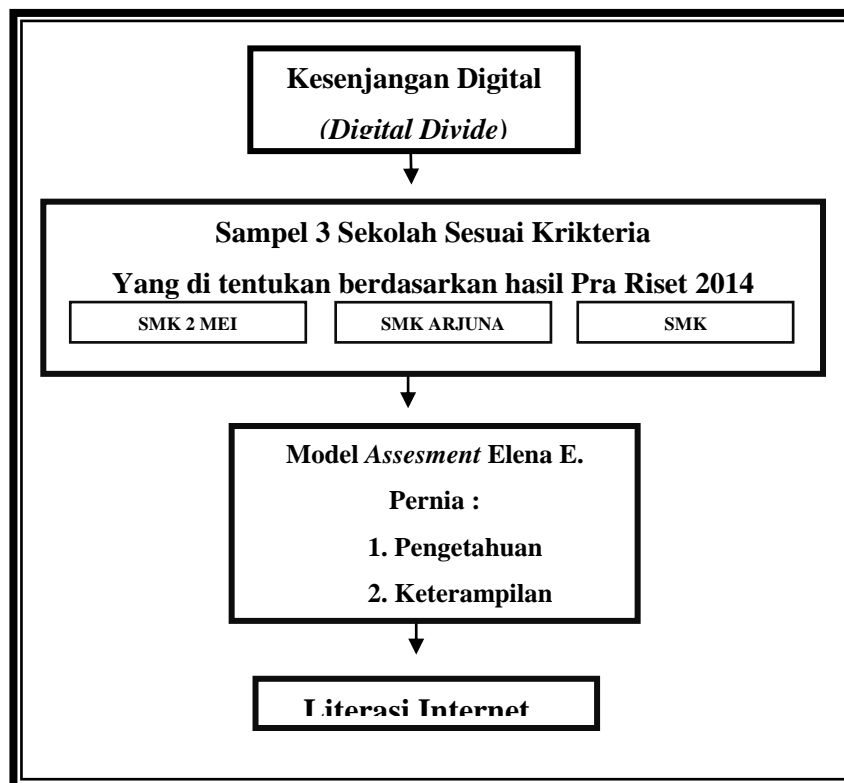 Kesenjangan Digital
(Digital Divide)
Sampel 3 Sekolah Sesuai Krikteria
Yang di tentukan berdasarkan hasil Pra Riset 2014
SMK 2 MEI SMK ARJUNA SMK
Model Assesment Elena E.
Pernia :
1. Pengetahuan
2. Keterampilan
Literasi Internet